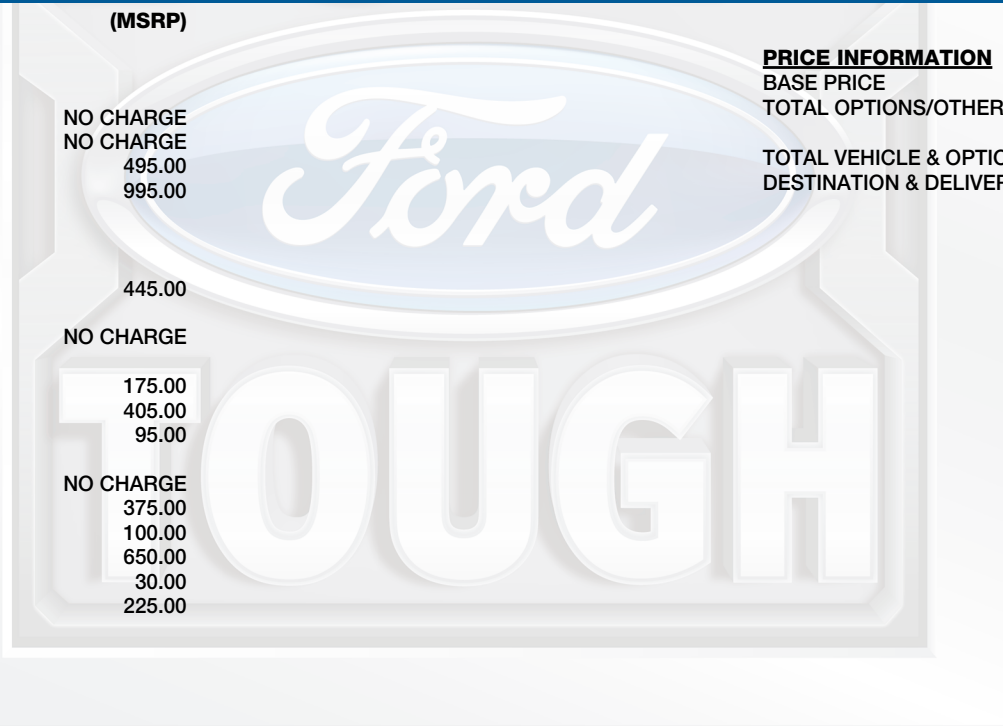 (MSRP)
NO CHARGE
NO CHARGE
495.00
995.00
445.00
NO CHARGE
175.00
405.00
95.00
NO CHARGE
375.00
100.00
650.00
30.00
225.00
PRICE INFORMATION
BASE PRICE
TOTAL OPTIONS/OTHER
TOTAL VEHICLE & OPTIO
DESTINATION & DELIVER
Ford
TOUGH